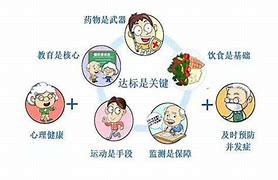 药物是武器
教育是核心
饮食是基础
达标是关键
心理健康
运动是手段
监测是保障
及时预防
并发症